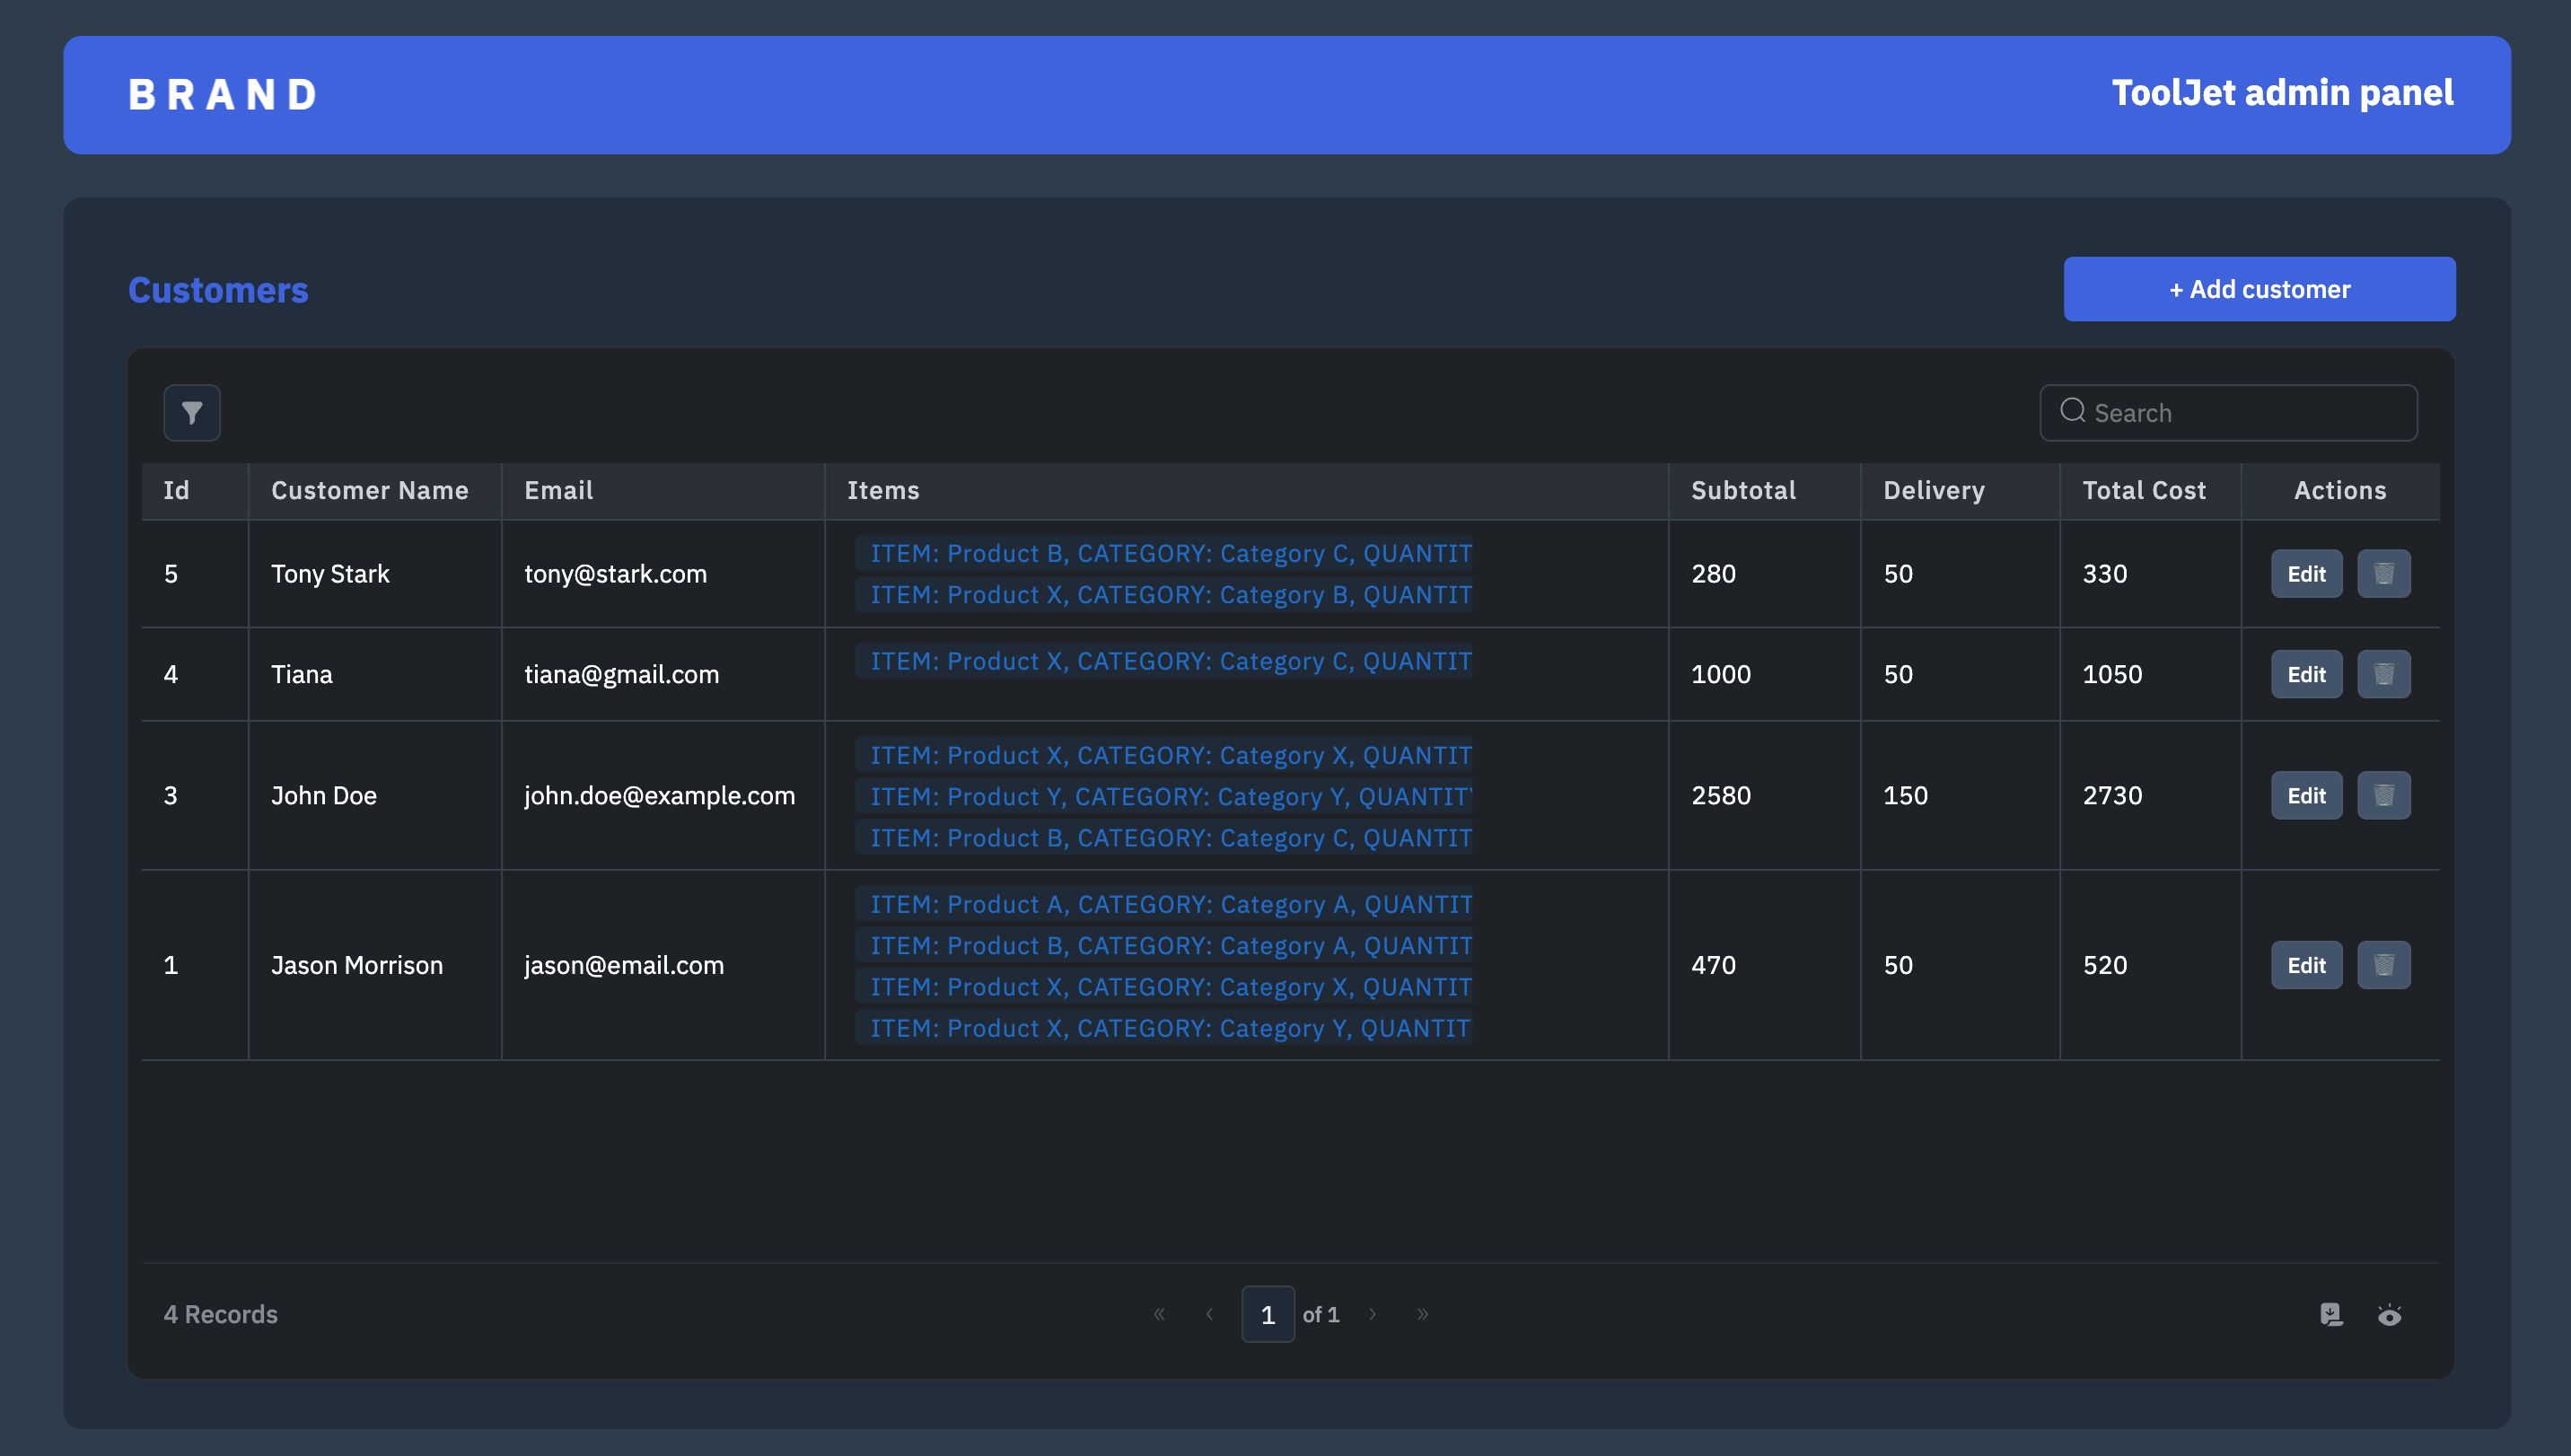 BRAND
ToolJet admin panel
Customers
+ Add customer
Search
Id Customer Name Email Items Subtotal Delivery Total Cost Actions
5 Tony Stark tony@stark.com ITEM: Product B, CATEGORY: Category C, QUANTIT 280 50 330 Edit
ITEM: Product X, CATEGORY: Category B, QUANTIT
4 Tiana tiana@gmail.com ITEM: Product X, CATEGORY: Category C, QUANTIT 1000 50 1050 Edit
ITEM: Product X, CATEGORY: Category X, QUANTIT
3 John Doe john.doe@example.com ITEM: Product Y, CATEGORY: Category Y, QUANTITY 2580 150 2730 Edit
ITEM: Product B, CATEGORY: Category C, QUANTIT
ITEM: Product A, CATEGORY: Category A, QUANTIT
ITEM: Product B, CATEGORY: Category A, QUANTIT
1 Jason Morrison jason@email.com 470 50 520 Edit
ITEM: Product X, CATEGORY: Category X, QUANTIT
ITEM: Product X, CATEGORY: Category Y, QUANTIT
4 Records
« ‹ 1 of 1 › »